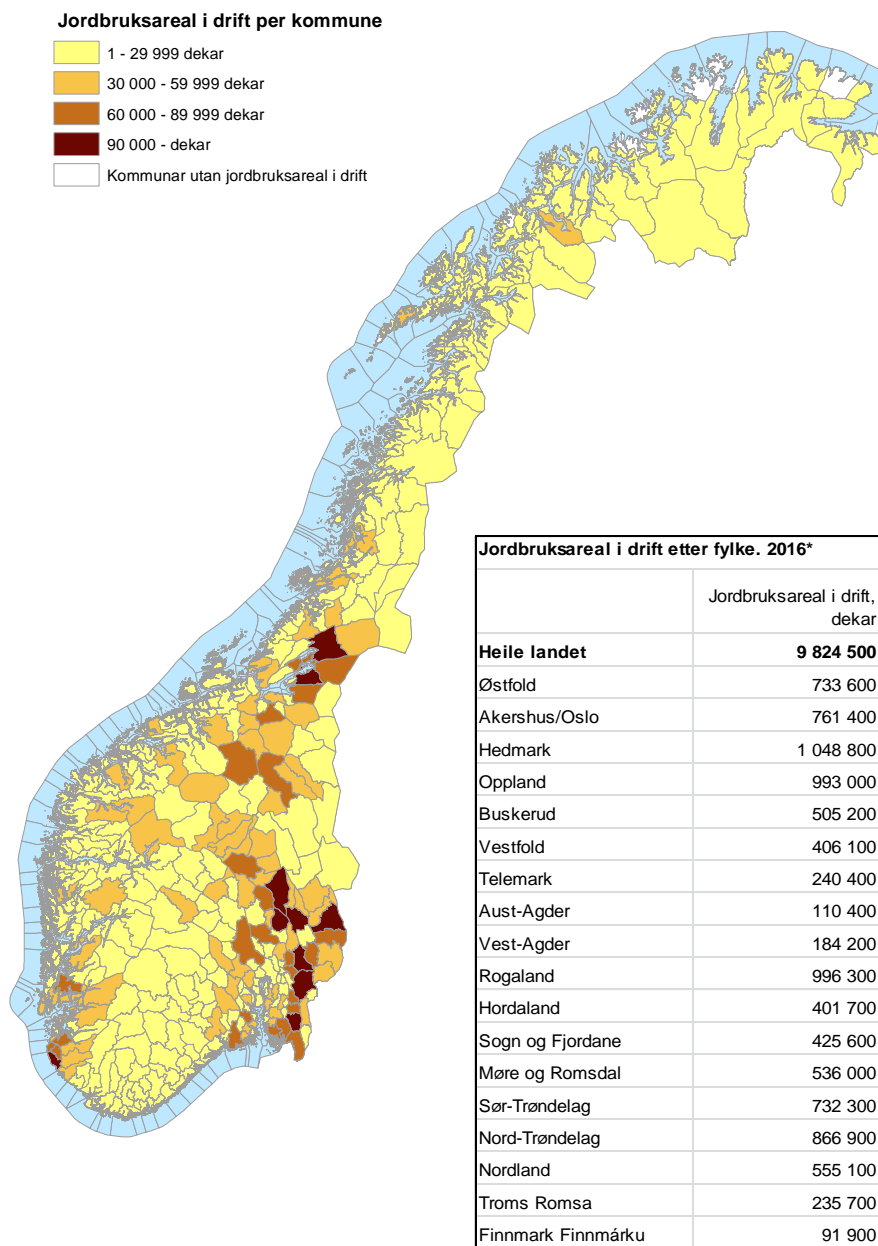 Jordbruksareal i drift per kommune
1 - 29 999 dekar
30 000 - 59 999 dekar
60 000 - 89 999 dekar
90 000 - dekar
Kommunar utan jordbruksareal i drift
Jordbruksareal i drift etter fylke. 2016*
Jordbruksareal i drift,
dekar
Heile landet 9 824 500
Østfold 733 600
Akershus/Oslo 761 400
Hedmark 1 048 800
Oppland 993 000
Buskerud 505 200
Vestfold 406 100
Telemark 240 400
Aust-Agder 110 400
Vest-Agder 184 200
Rogaland 996 300
Hordaland 401 700
Sogn og Fjordane 425 600
Møre og Romsdal 536 000
Sør-Trøndelag 732 300
Nord-Trøndelag 866 900
Nordland 555 100
Troms Romsa 235 700
Finnmark Finnmárku 91 900